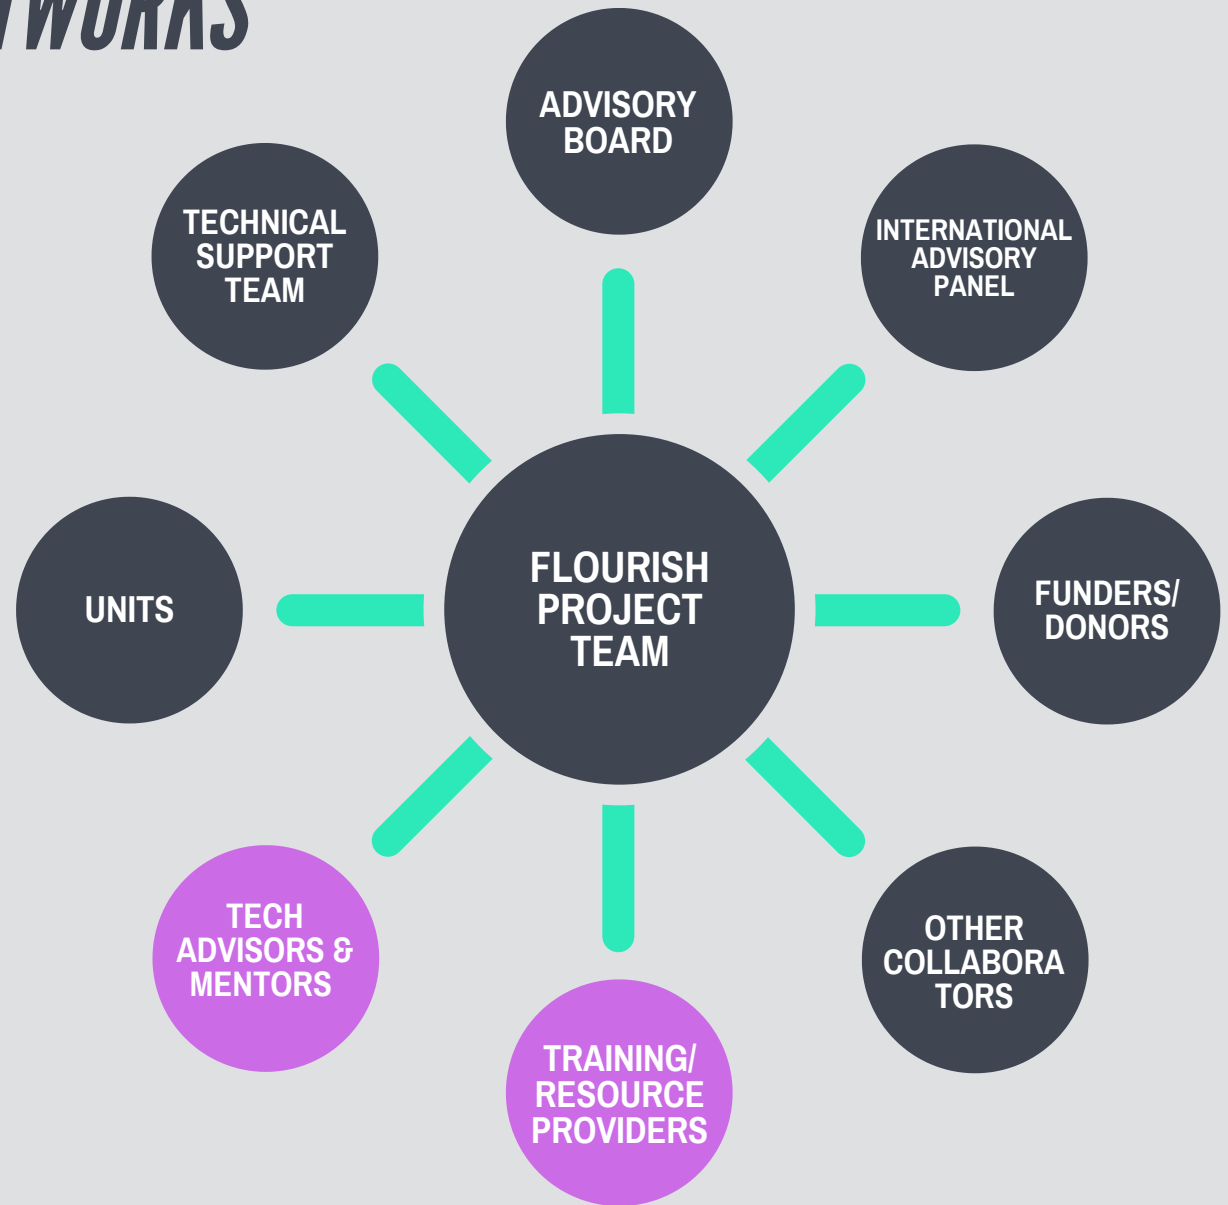 ADVISORY
BOARD
TECHNICAL
SUPPORT
TEAM
INTERNATIONAL
ADVISORY
PANEL
FLOURISH
PROJECT
TEAM
UNITS
FUNDERS/
DONORS
TECH
ADVISORS &
MENTORS
OTHER
COLLABORA
TORS
TRAINING/
RESOURCE
PROVIDERS